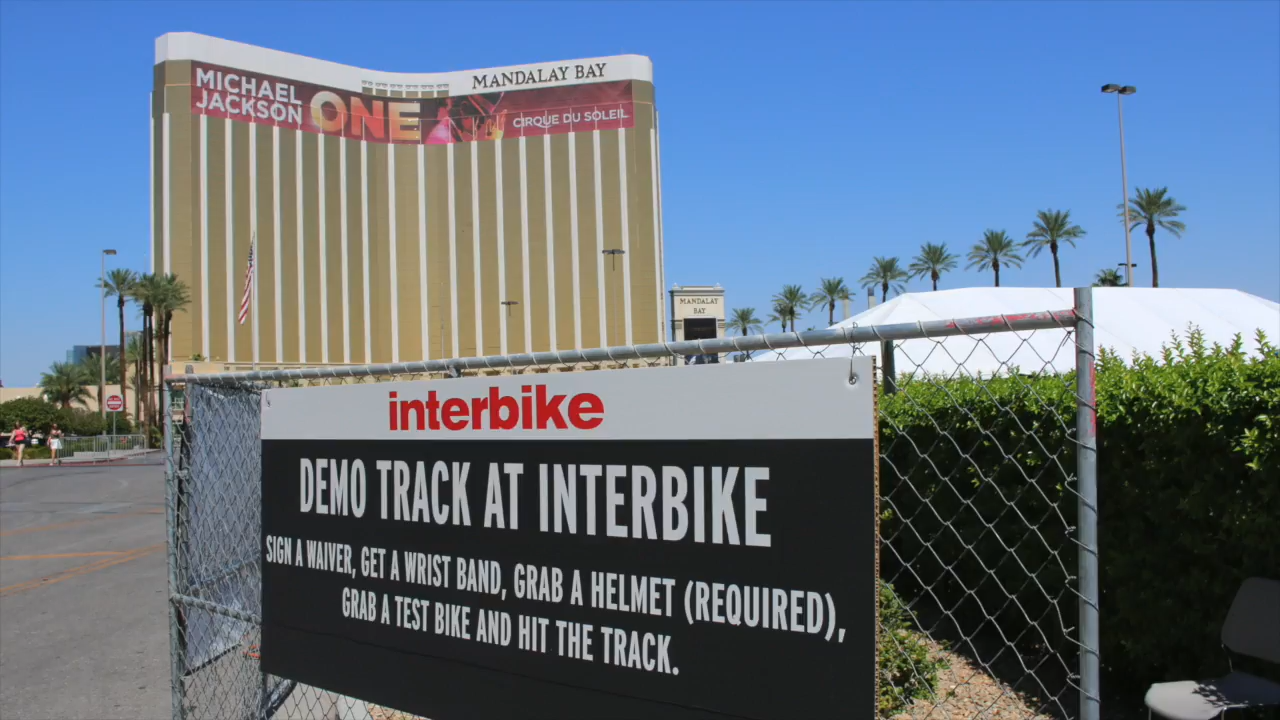 MANDALAY BAY
MICHAEL
JACKSON
ONE
CIRQUE DU SOLEIL
MANDALAY
BAY
interbike
DEMO TRACK AT INTERBIKE
SIGN A WAIVER, GET A WRIST BAND, GRAB A HELMET (REQUIRED),
GRAB A TEST BIKE AND HIT THE TRACK.